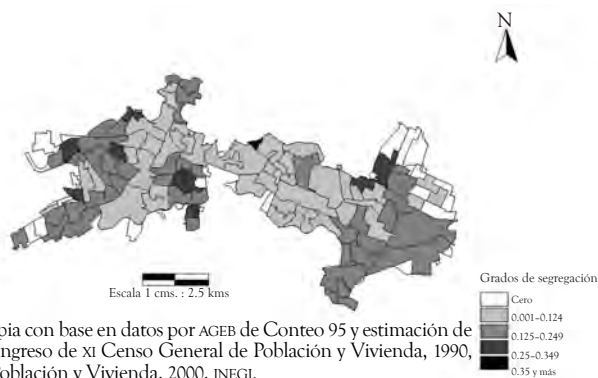 N
Escala 1 cms. : 2.5 kms
Grados de segregación
Cero
0.001-0.124
0.125-249
0.25-0.349
0.35 y más
pia con base en datos por AGEB de Conteo 95 y estimación de
ngreso de XI Censo General de Población y Vivienda, 1990,
Población y Vivienda, 2000, INEGI.